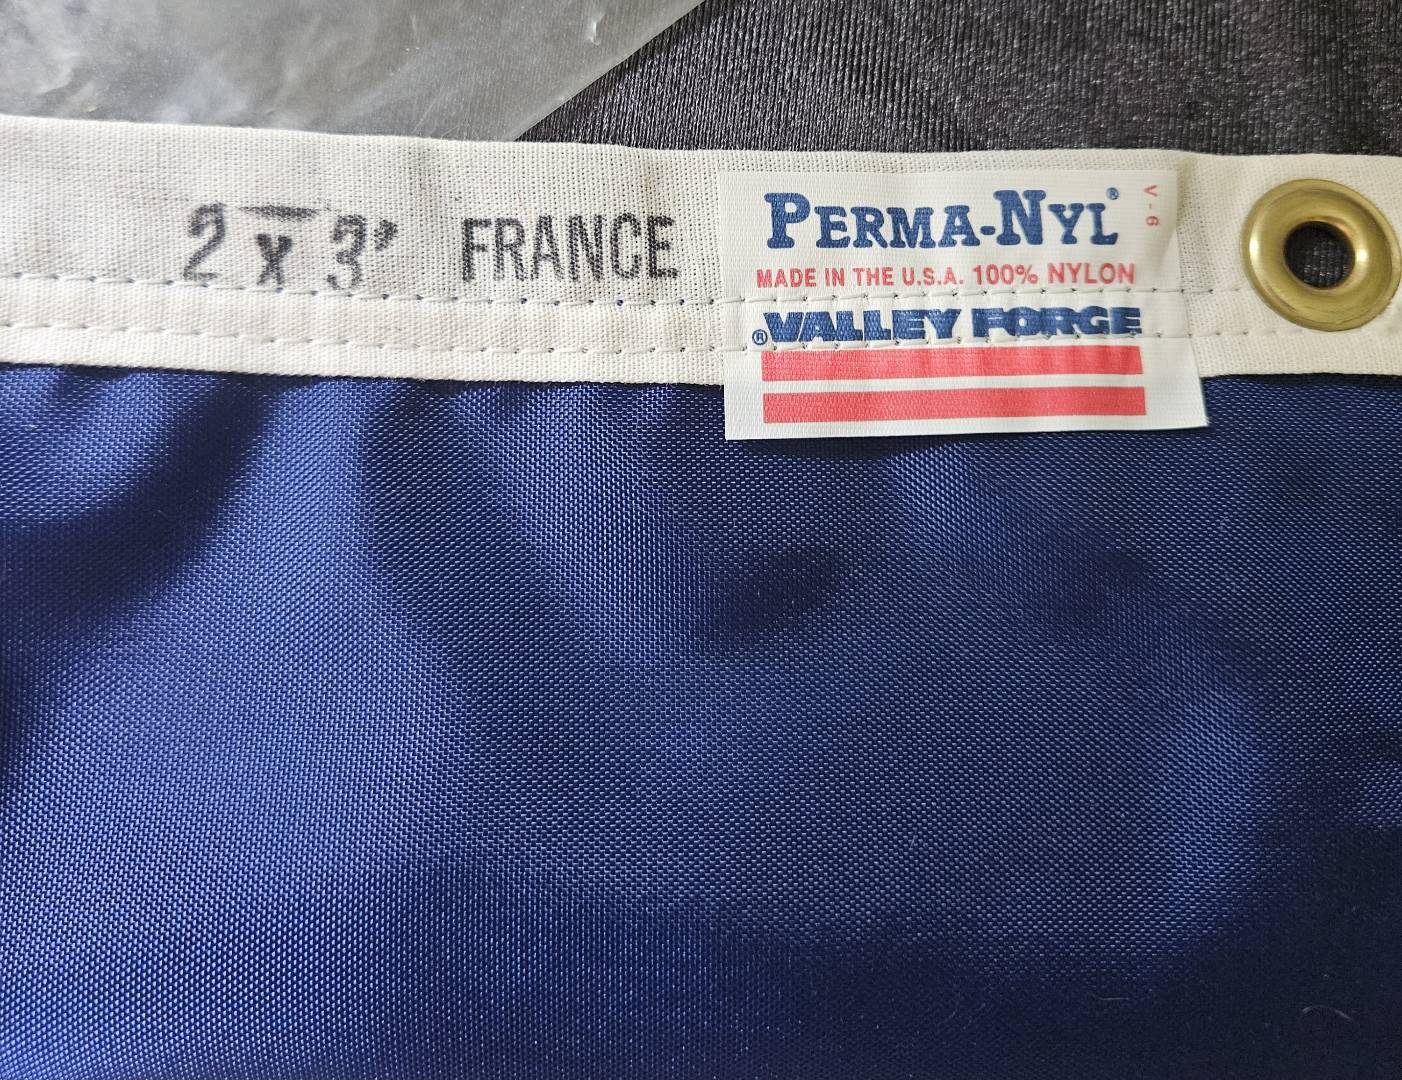 2 x 3' FRANCE
PERMA-NYL®
MADE IN THE U.S.A. 100% NYLON
®VALLEY FORGE
V-6